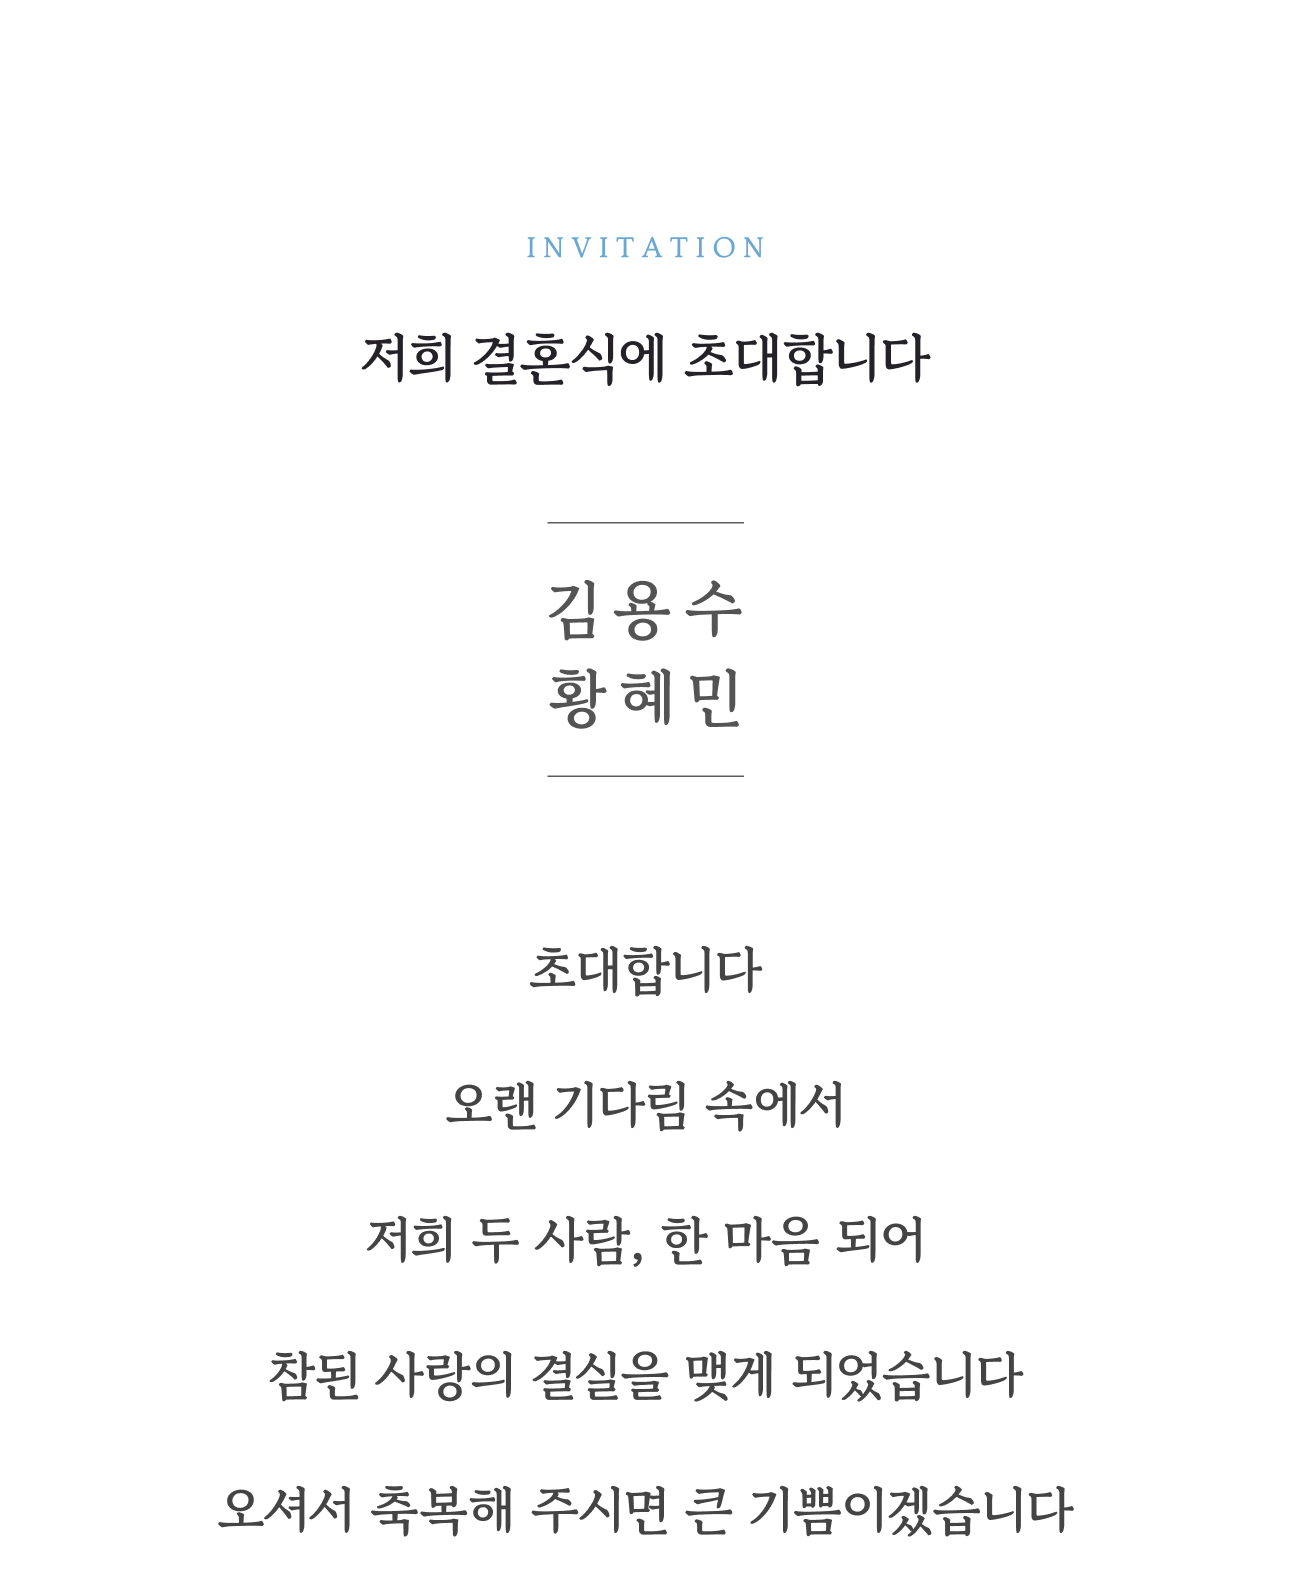 INVITATION
저희 결혼식에 초대합니다
김용수
황혜민
초대합니다
오랜 기다림 속에서
저희 두 사람, 한 마음 되어
참된 사랑의 결실을 맺게 되었습니다
오셔서 축복해 주시면 큰 기쁨이겠습니다